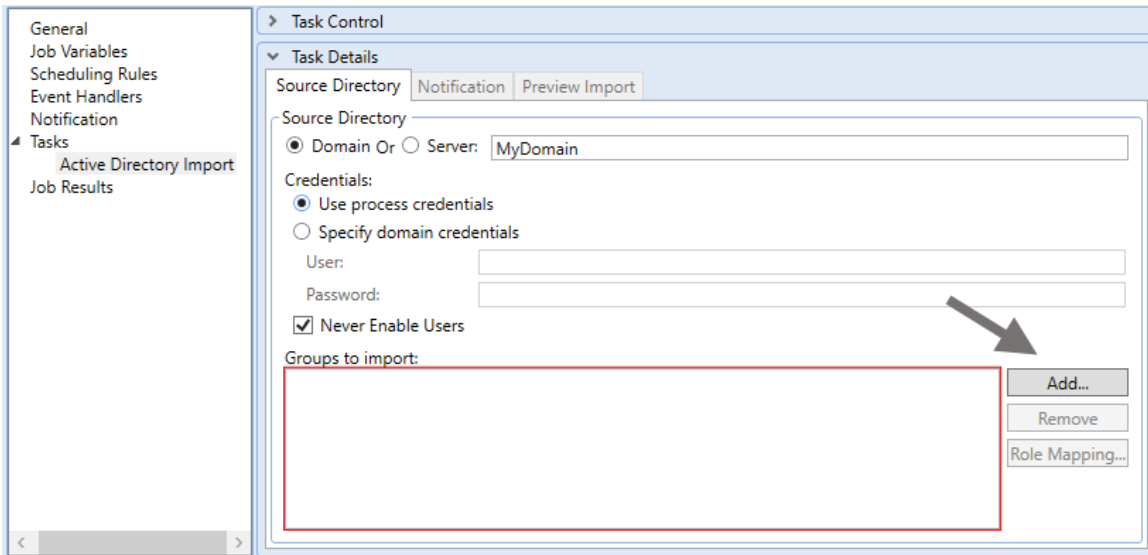 General
Job Variables
Scheduling Rules
Event Handlers
Notification
Tasks
Active Directory Import
Job Results
Task Control
Task Details
Source Directory Notification Preview Import
Source Directory
Domain Or Server: MyDomain
Credentials:
Use process credentials
Specify domain credentials
User:
Password:
Never Enable Users
Groups to import:
Add...
Remove
Role Mapping...